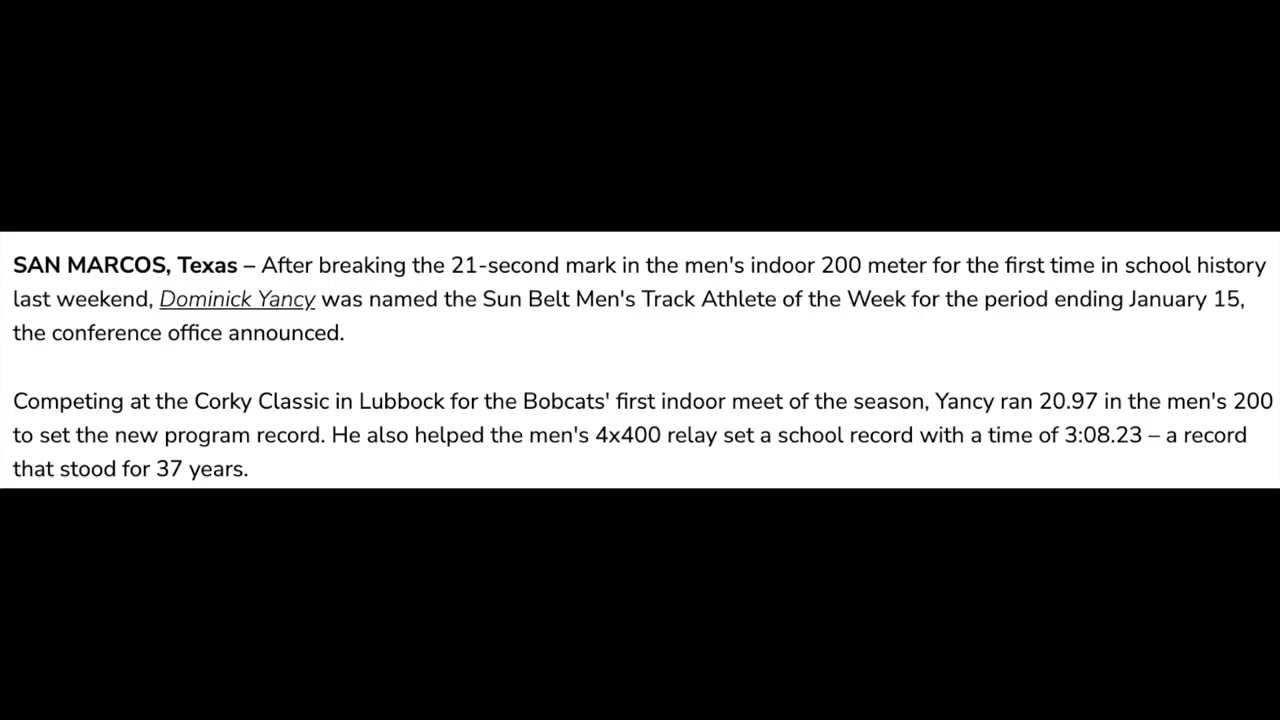 SAN MARCOS, Texas – After breaking the 21-second mark in the men's indoor 200 meter for the first time in school history
last weekend, Dominick Yancy was named the Sun Belt Men's Track Athlete of the Week for the period ending January 15,
the conference office announced.
Competing at the Corky Classic in Lubbock for the Bobcats' first indoor meet of the season, Yancy ran 20.97 in the men's 200
to set the new program record. He also helped the men's 4x400 relay set a school record with a time of 3:08.23 – a record
that stood for 37 years.